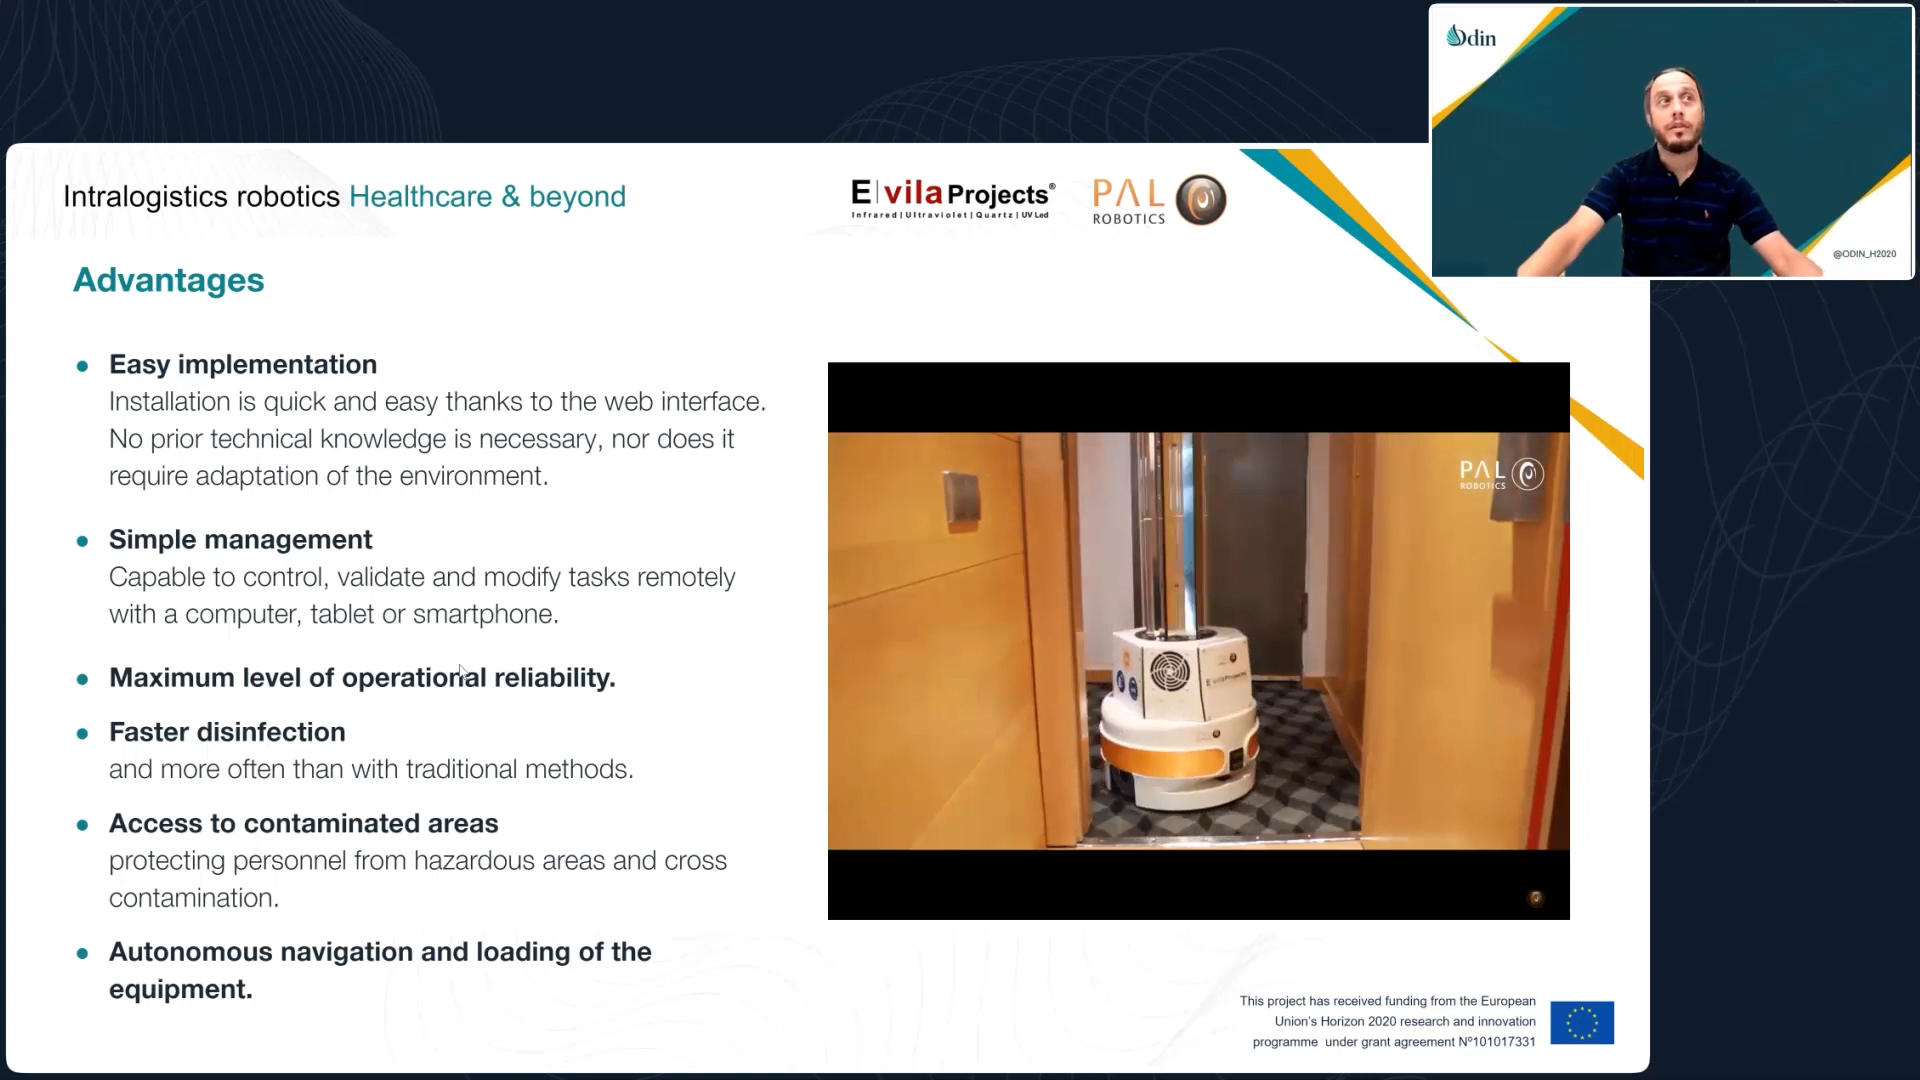 Odin
@ODIN_H2020
Intralogistics robotics Healthcare & beyond
E|vila Projects®
Infrared | Ultraviolet | Quartz | UV Led
PAL
ROBOTICS
Advantages
• Easy implementation
Installation is quick and easy thanks to the web interface.
No prior technical knowledge is necessary, nor does it
require adaptation of the environment.
• Simple management
Capable to control, validate and modify tasks remotely
with a computer, tablet or smartphone.
• Maximum level of operational reliability.
• Faster disinfection
and more often than with traditional methods.
• Access to contaminated areas
protecting personnel from hazardous areas and cross
contamination.
• Autonomous navigation and loading of the
equipment.
PAL
ROBOTICS
E|vila Projects
This project has received funding from the European
Union's Horizon 2020 research and innovation
programme under grant agreement Nº101017331